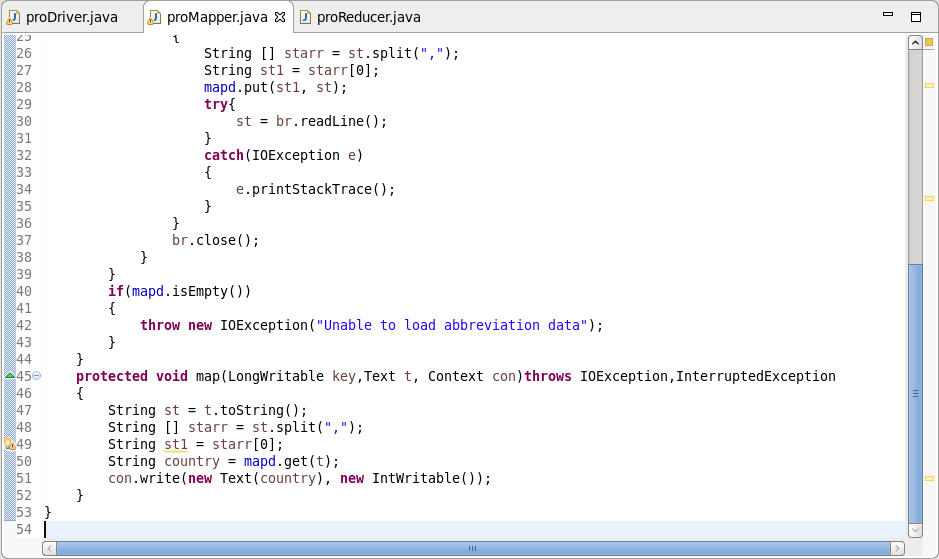 proDriver.java proMapper.java proReducer.java
25 {
26 String [] starr = st.split(",");
27 String st1 = starr[0];
28 mapd.put(st1, st);
29 try{
30 st = br.readLine();
31 }
32 catch(IOException e)
33 {
34 e.printStackTrace();
35 }
36 }
37 br.close();
38 }
39 }
40 if(mapd.isEmpty())
41 {
42 throw new IOException("Unable to load abbreviation data");
43 }
44 }
45 protected void map(LongWritable key,Text t, Context con)throws IOException,InterruptedException
46 {
47 String st = t.toString();
48 String [] starr = st.split(",");
49 String st1 = starr[0];
50 String country = mapd.get(t);
51 con.write(new Text(country), new IntWritable());
52 }
53 }
54